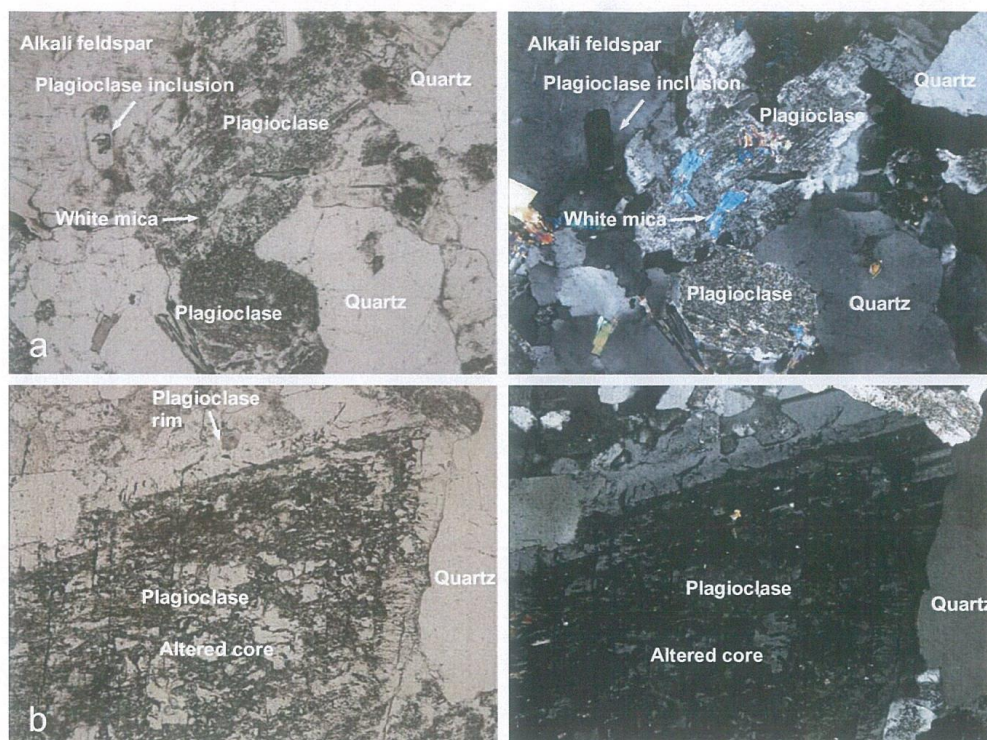 Alkali feldspar
Plagioclase inclusion
Quartz
Plagioclase
White mica
Plagioclase
Quartz
a
Alkali feldspar
Plagioclase inclusion
Quartz
Plagioclase
White mica
Plagioclase
Quartz
Plagioclase
rim
Quartz
Plagioclase
Altered core
b
Plagioclase
Quartz
Altered core